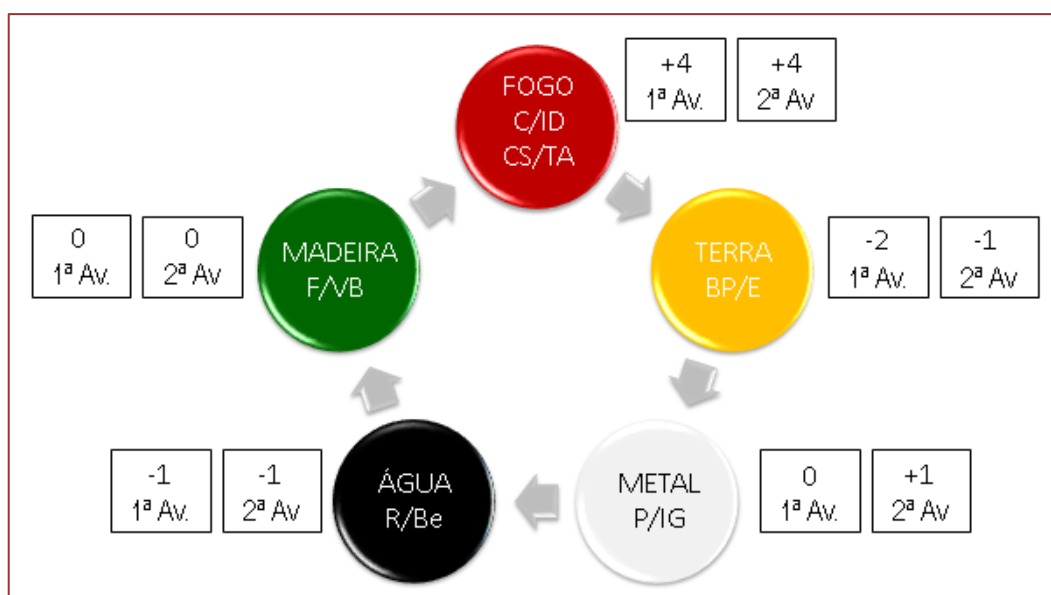 FOGO
C/ID
CS/TA
+4
1ª Av.
+4
2ª Av
MADEIRA
F/VB
0
1ª Av.
0
2ª Av
TERRA
BP/E
-2
1ª Av.
-1
2ª Av
ÁGUA
R/Be
-1
1ª Av.
-1
2ª Av
METAL
P/IG
0
1ª Av.
+1
2ª Av